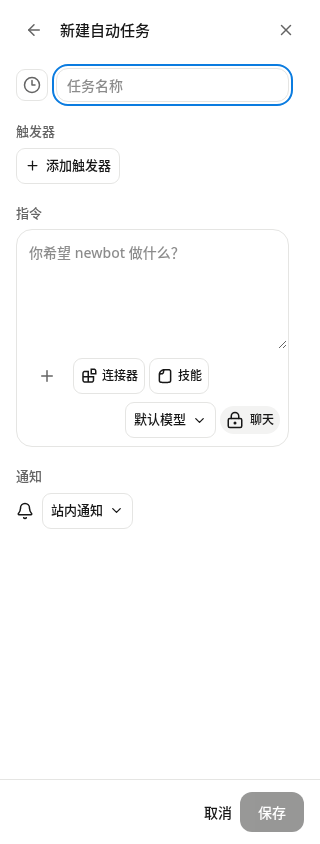 新建自动任务
任务名称
触发器
添加触发器
指令
你希望 newbot 做什么?
连接器 技能
默认模型 聊天
通知
站内通知
取消 保存